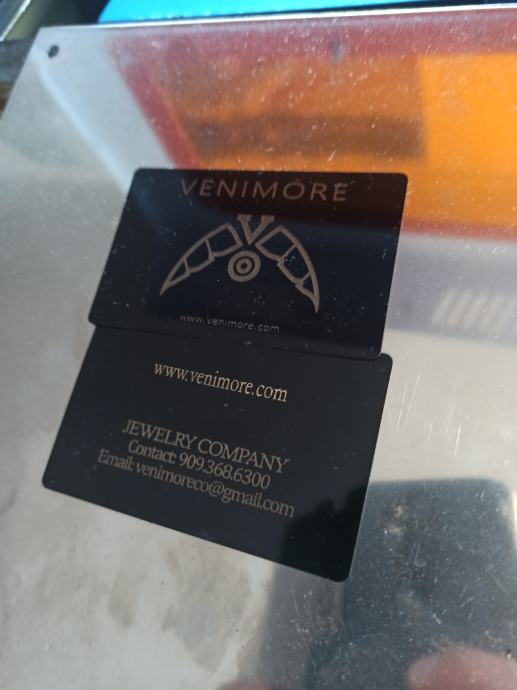 VENIMORE
V
www.venimore.com
www.venimore.com
JEWELRY COMPANY
Contact: 909.368.6300
Email: venimoreco@gmail.com